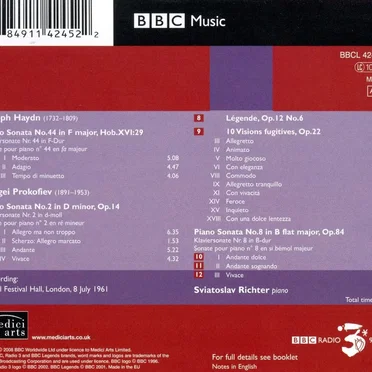 84911 42452 2
BBC Music
BBCL 42
ph Haydn (1732–1809)
o Sonata No.44 in F major, Hob.XVI:29
ersonate Nr. 44 in F-Dur
te pour piano n° 44 en fa majeur
I Moderato 5.08
II Adagio 4.47
III Tempo di minuetto 4.06
gei Prokofiev (1891–1953)
o Sonata No.2 in D minor, Op.14
ersonate Nr. 2 in d-moll
te pour piano n° 2 en ré mineur
I Allegro ma non troppo 6.35
II Scherzo: Allegro marcato 1.53
III Andante 5.22
IV Vivace 4.32
ording:
l Festival Hall, London, 8 July 1961
8 Légende, Op.12 No.6
9 10 Visions fugitives, Op.22
III Allegretto
IV Animato
V Molto giocoso
VI Con eleganza
VIII Commodo
IX Allegretto tranquillo
XI Con vivacità
XIV Feroce
XV Inquieto
XVIII Con una dolce lentezza
Piano Sonata No.8 in B flat major, Op.84
Klaviersonate Nr. 8 in B-dur
Sonate pour piano n° 8 en si bémol majeur
10 I Andante dolce
11 II Andante sognando
12 III Vivace
Sviatoslav Richter piano
Total time
medici arts
www.mediciarts.co.uk
BBC RADIO 3
For full details see booklet
Notes in English